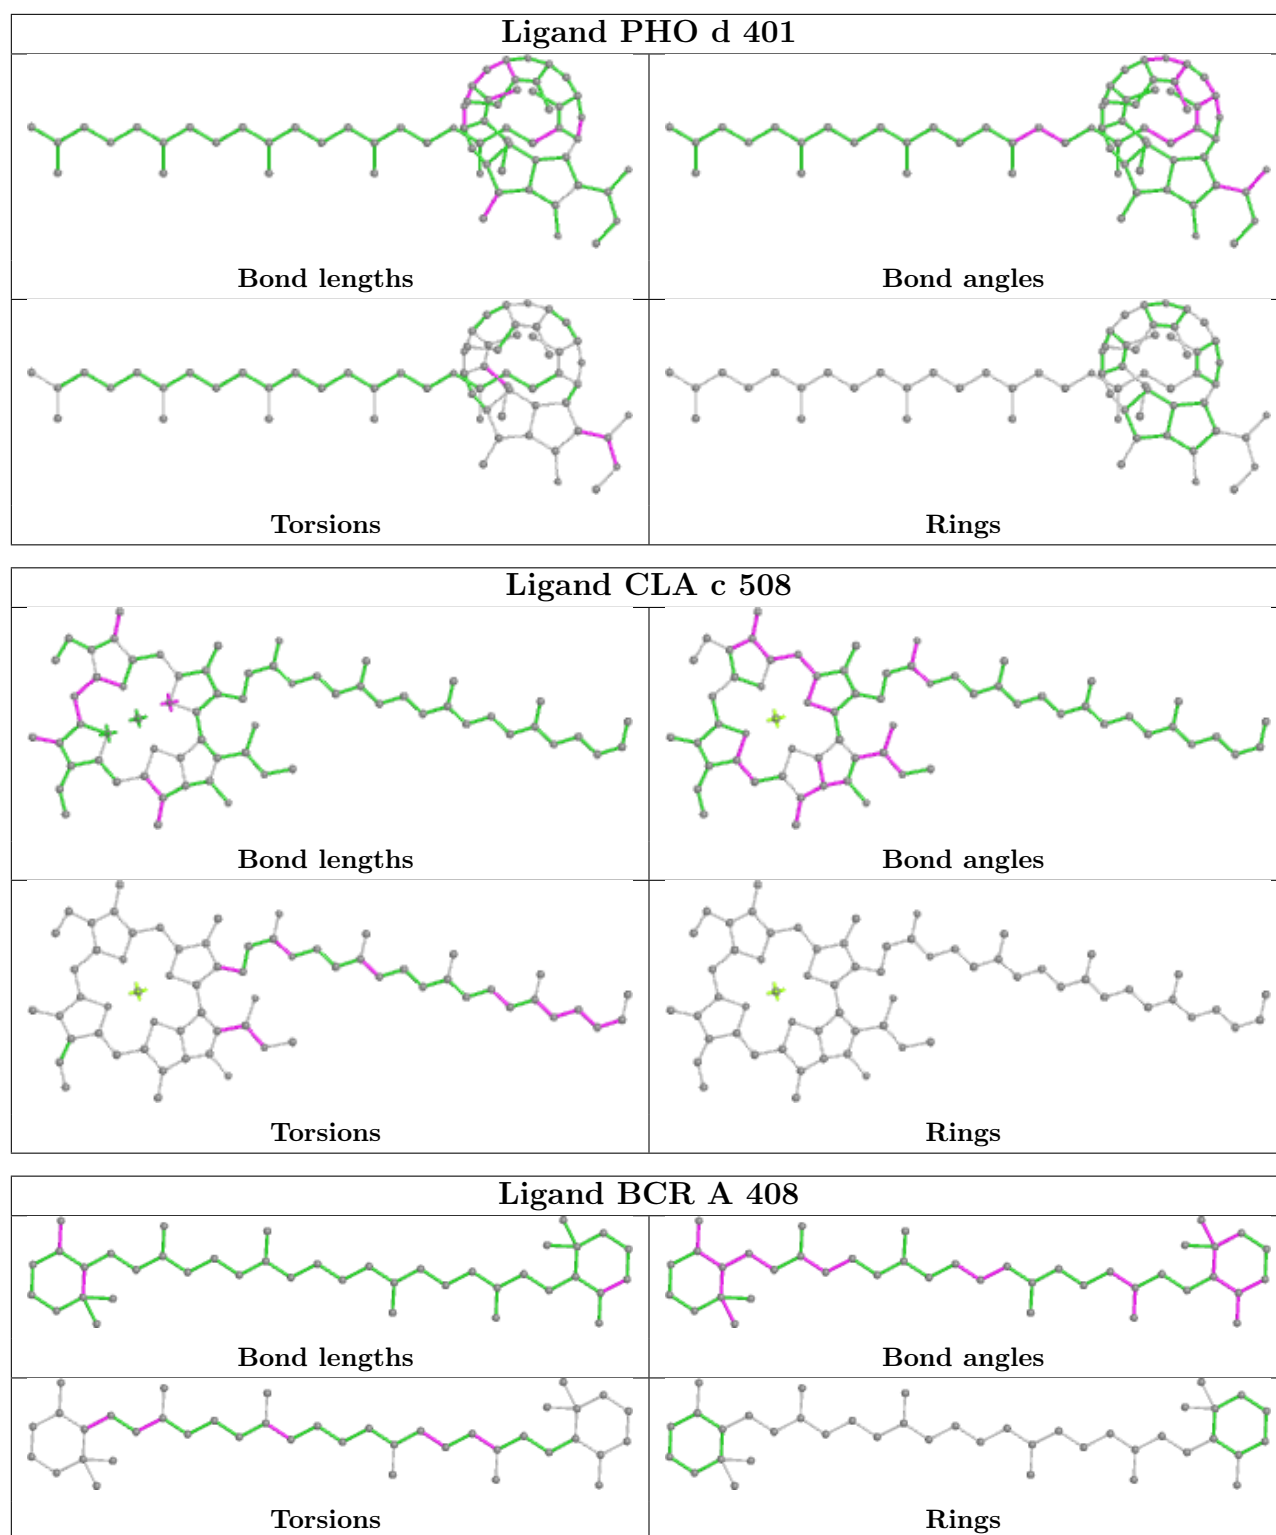 Ligand PHO d 401
Bond lengths
Bond angles
Torsions
Rings
Ligand CLA c 508
Bond lengths
Bond angles
Torsions
Rings
Ligand BCR A 408
Bond lengths
Bond angles
Torsions
Rings